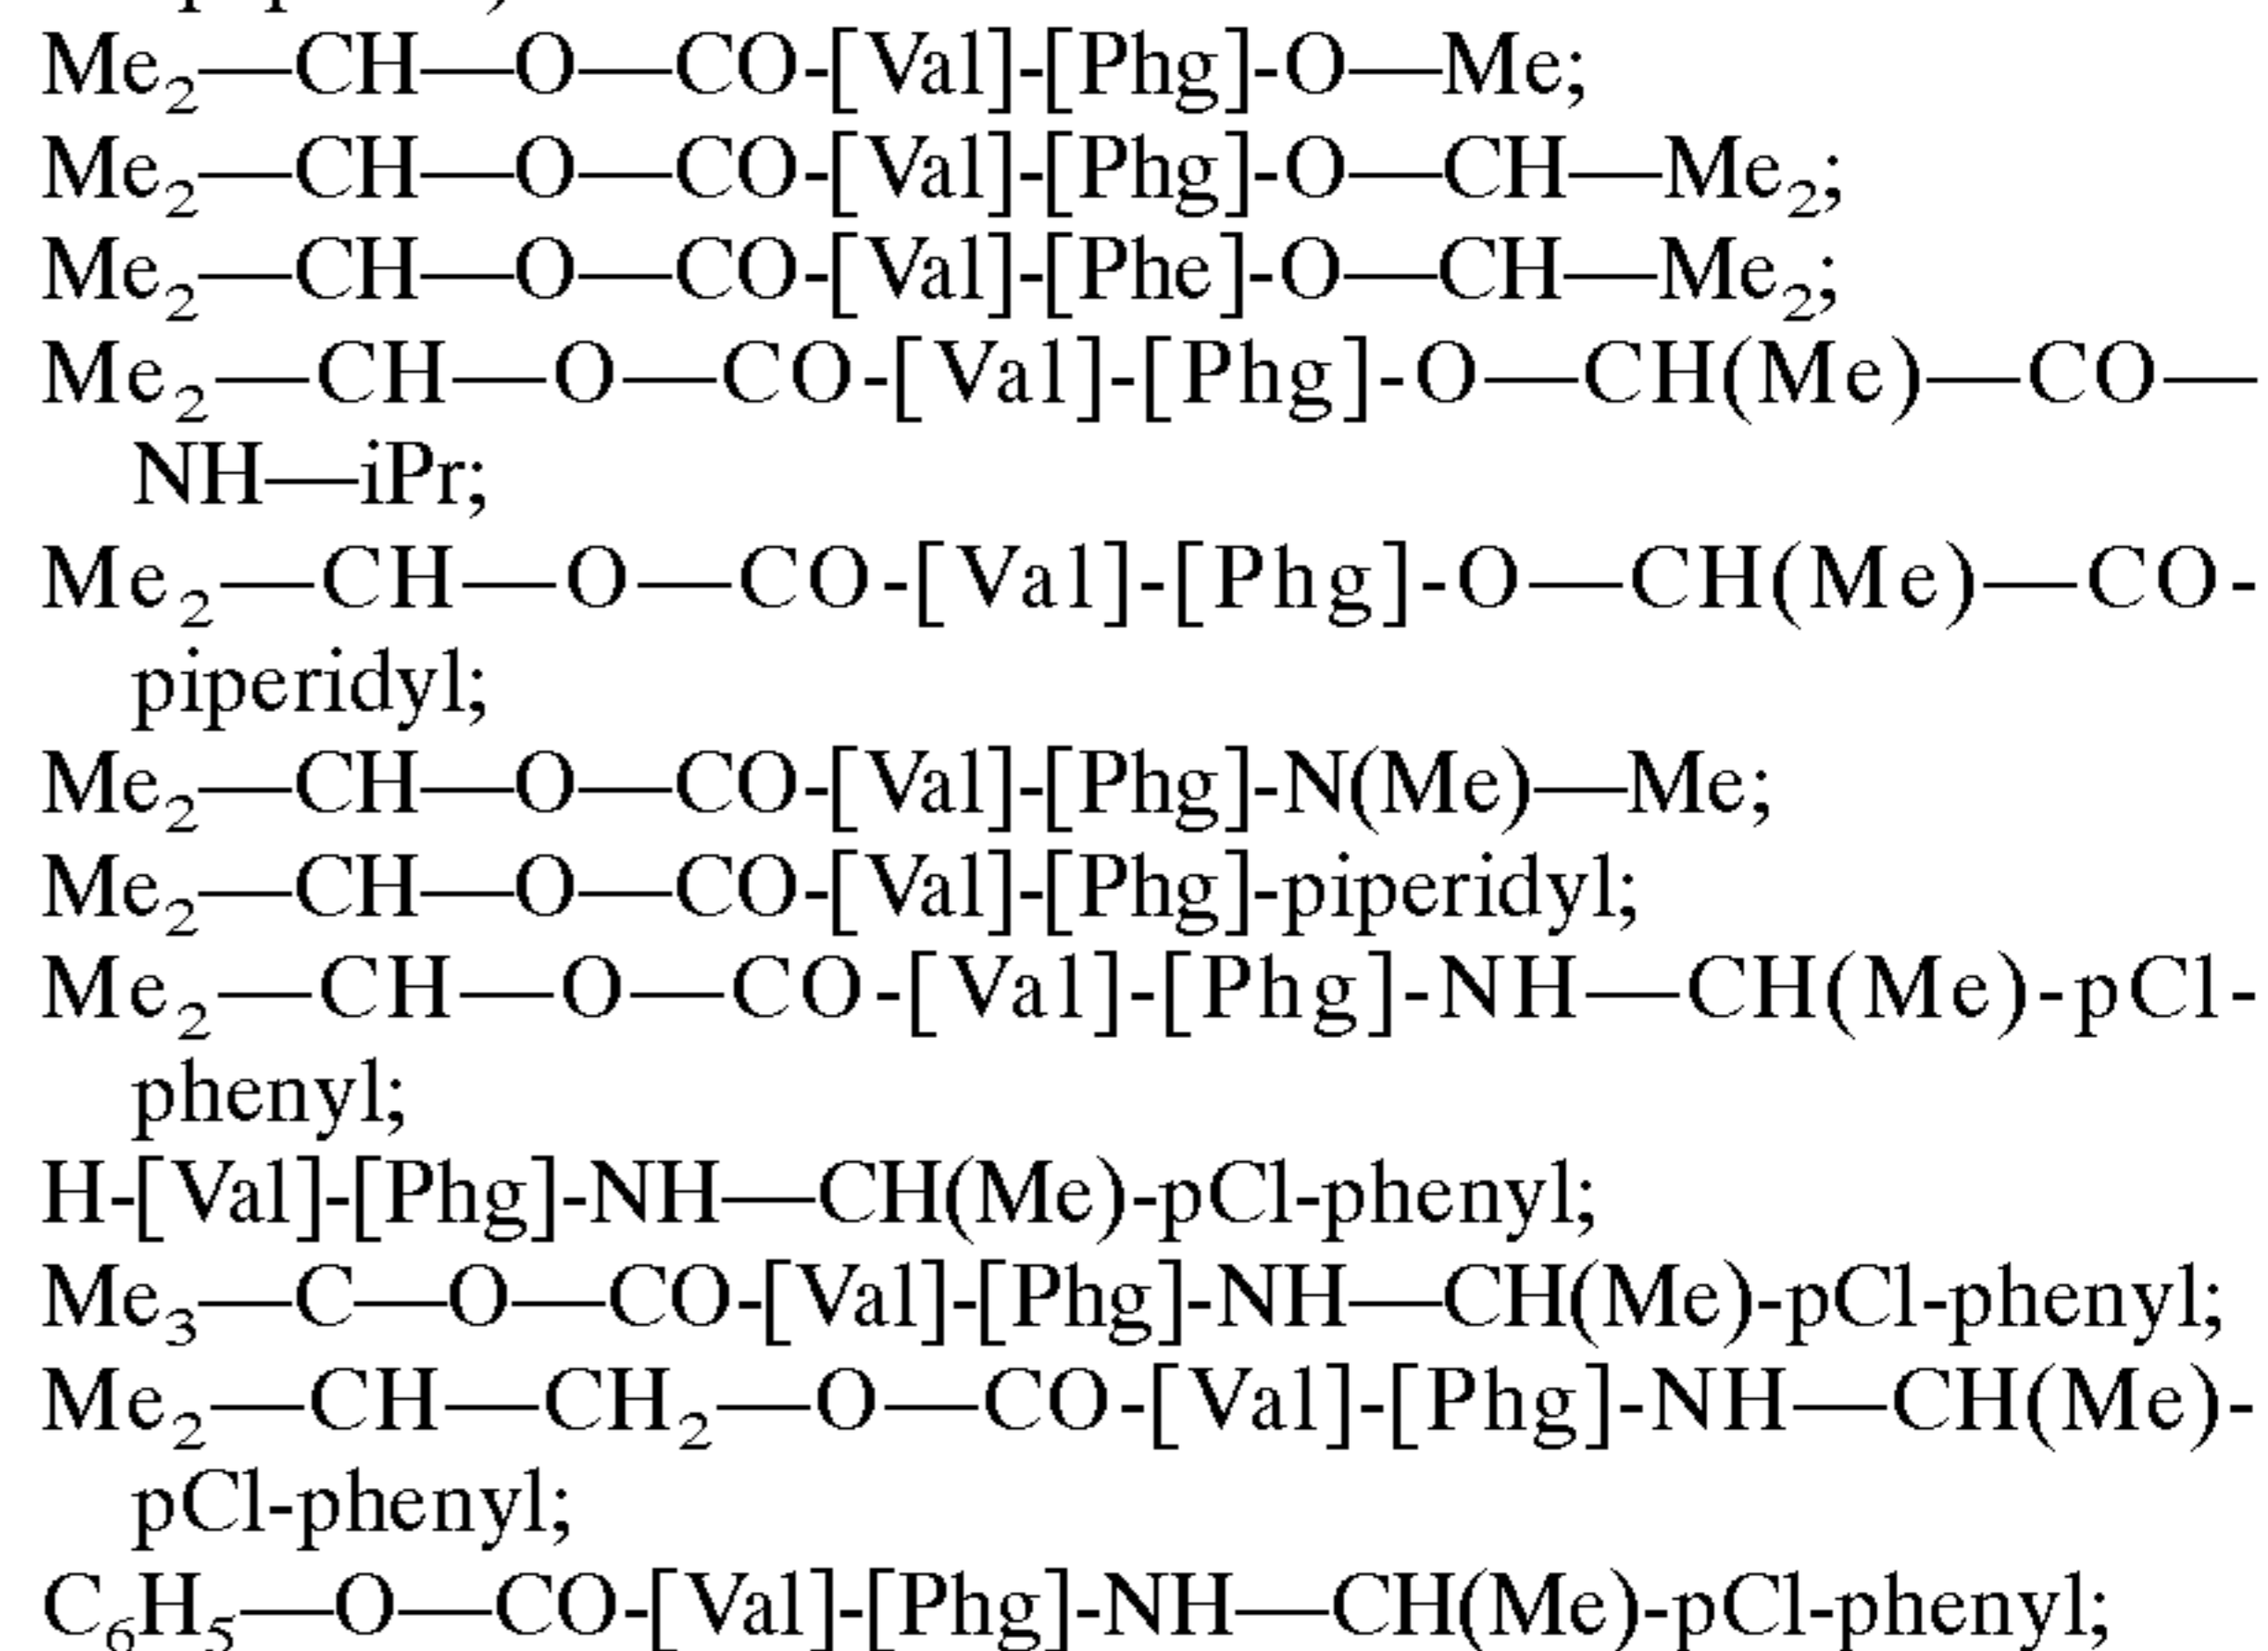 Me₂—CH—O—CO-[Val]-[Phg]-O—Me;
Me₂—CH—O—CO-[Val]-[Phg]-O—CH—Me₂;
Me₂—CH—O—CO-[Val]-[Phe]-O—CH—Me₂;
Me₂—CH—O—CO-[Val]-[Phg]-O—CH(Me)—CO—
NH—iPr;
Me₂—CH—O—CO-[Val]-[Phg]-O—CH(Me)—CO-
piperidyl;
Me₂—CH—O—CO-[Val]-[Phg]-N(Me)—Me;
Me₂—CH—O—CO-[Val]-[Phg]-piperidyl;
Me₂—CH—O—CO-[Val]-[Phg]-NH—CH(Me)-pCl-
phenyl;
H-[Val]-[Phg]-NH—CH(Me)-pCl-phenyl;
Me₃—C—O—CO-[Val]-[Phg]-NH—CH(Me)-pCl-phenyl;
Me₂—CH—CH₂—O—CO-[Val]-[Phg]-NH—CH(Me)-
pCl-phenyl;
C₆H₅—O—CO-[Val]-[Phg]-NH—CH(Me)-pCl-phenyl;